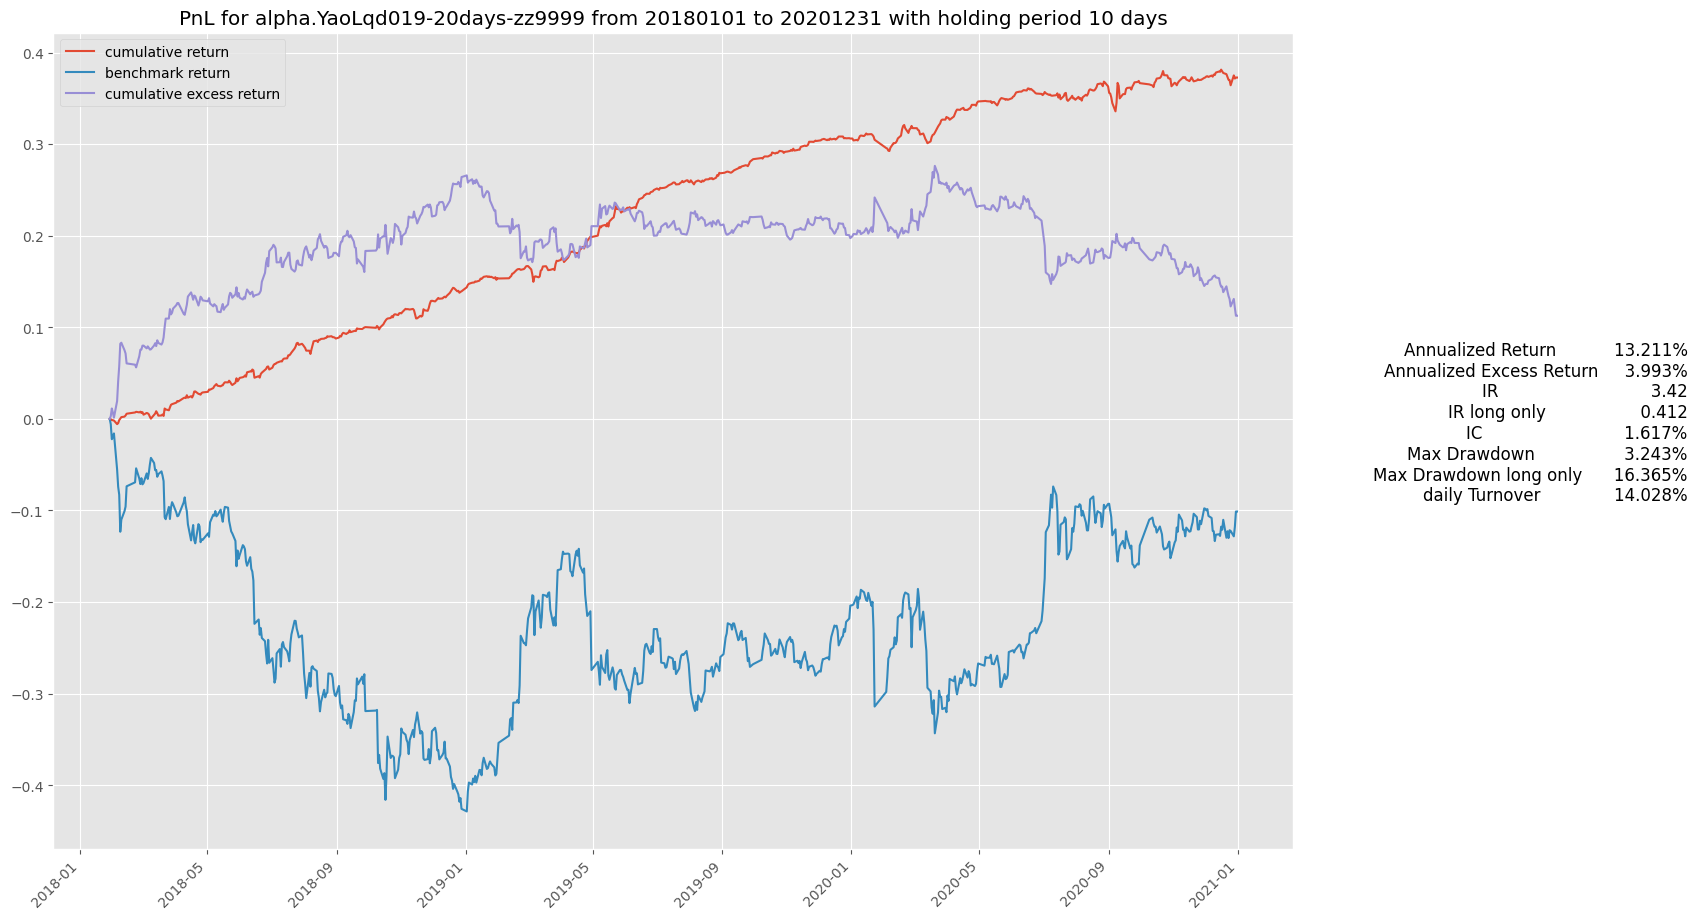 PnL for alpha.YaoLqd019-20days-zz9999 from 20180101 to 20201231 with holding period 10 days
cumulative return
benchmark return
cumulative excess return
0.4
0.3
0.2
0.1
0.0
−0.1
−0.2
−0.3
−0.4
2018-01
2018-05
2018-09
2019-01
2019-05
2019-09
2020-01
2020-05
2020-09
2021-01
Annualized Return 13.211%
Annualized Excess Return 3.993%
IR 3.42
IR long only 0.412
IC 1.617%
Max Drawdown 3.243%
Max Drawdown long only 16.365%
daily Turnover 14.028%